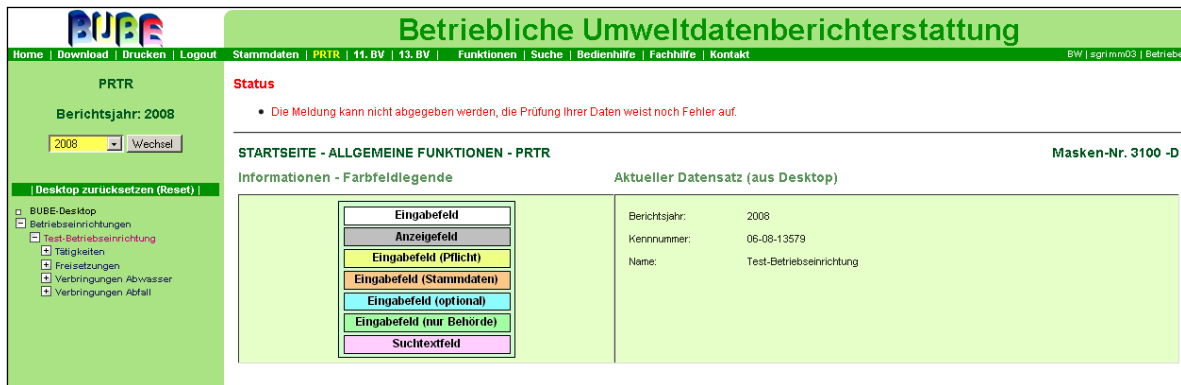 BUBE
Betriebliche Umweltdatenberichterstattung
Home | Download | Drucken | Logout
Stammdaten | PRTR | 11. BV | 13. BV | Funktionen | Suche | Bedienhilfe | Fachhilfe | Kontakt
BW | sgrimm03 | Betriebe
PRTR
Berichtsjahr: 2008
2008 Wechsel
| Desktop zurücksetzen (Reset) |
BUBE-Desktop
Betriebseinrichtungen
Test-Betriebseinrichtung
Tätigkeiten
Freisetzungen
Verbringungen Abwasser
Verbringungen Abfall
Status
• Die Meldung kann nicht abgegeben werden, die Prüfung Ihrer Daten weist noch Fehler auf.
STARTSEITE - ALLGEMEINE FUNKTIONEN - PRTR
Masken-Nr. 3100 -D
Informationen - Farbfeldlegende
Eingabefeld
Anzeigefeld
Eingabefeld (Pflicht)
Eingabefeld (Stammdaten)
Eingabefeld (optional)
Eingabefeld (nur Behörde)
Suchtextfeld
Aktueller Datensatz (aus Desktop)
Berichtsjahr: 2008
Kennnummer: 06-08-13579
Name: Test-Betriebseinrichtung